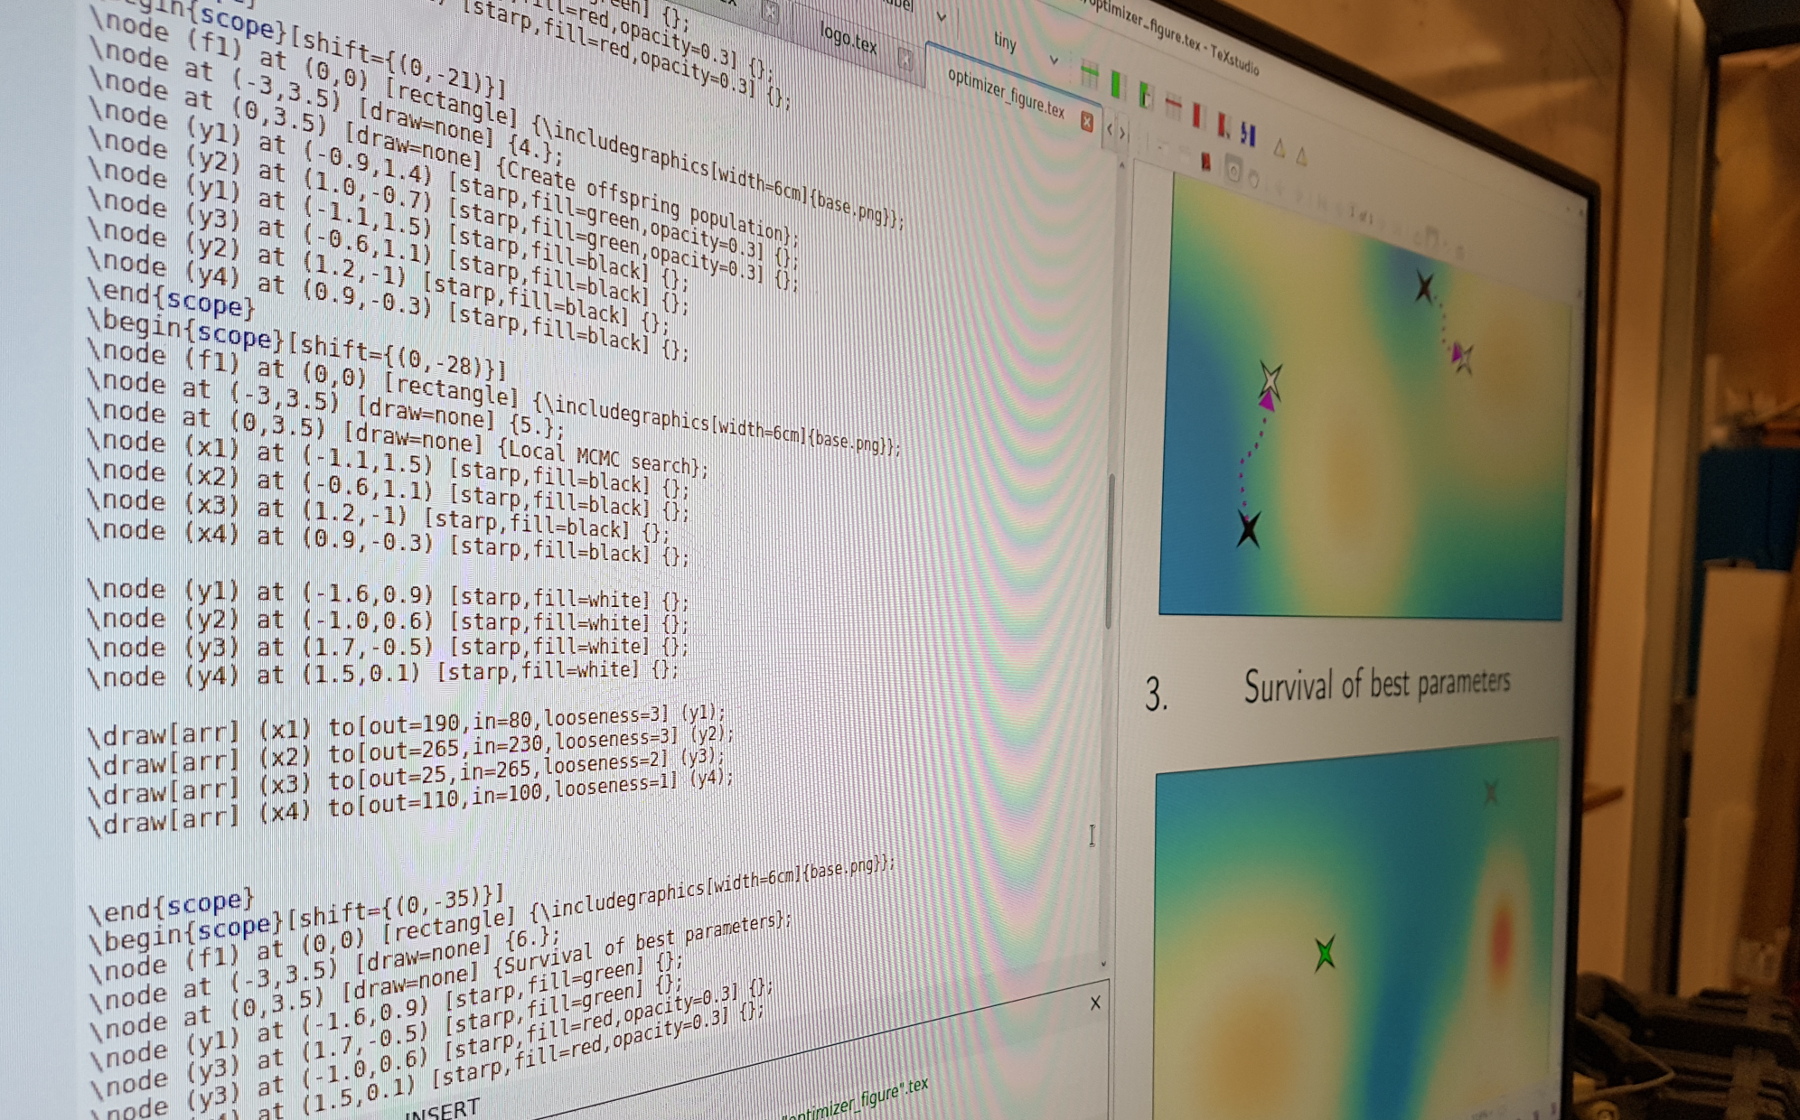 optimizer_figure.tex - TeXstudio
tiny
logo.tex
optimizer_figure.tex
[starp,fill=red,opacity=0.3] {};
[starp,fill=red,opacity=0.3] {};
\begin{scope}[shift={(0,-21)}]
\node (f1) at (0,0) [rectangle] {\includegraphics[width=6cm]{base.png}};
\node at (-3,3.5) [draw=none] {4.};
\node at (0,3.5) [draw=none] {Create offspring population};
\node (y1) at (-0.9,1.4) [starp,fill=green,opacity=0.3] {};
\node (y2) at (1.0,-0.7) [starp,fill=green,opacity=0.3] {};
\node (y1) at (-1.1,1.5) [starp,fill=black] {};
\node (y3) at (-0.6,1.1) [starp,fill=black] {};
\node (y2) at (1.2,-1) [starp,fill=black] {};
\node (y4) at (0.9,-0.3) [starp,fill=black] {};
\end{scope}
\begin{scope}[shift={(0,-28)}]
\node (f1) at (0,0) [rectangle] {\includegraphics[width=6cm]{base.png}};
\node at (-3,3.5) [draw=none] {5.};
\node at (0,3.5) [draw=none] {Local MCMC search};
\node (x1) at (-1.1,1.5) [starp,fill=black] {};
\node (x2) at (-0.6,1.1) [starp,fill=black] {};
\node (x3) at (1.2,-1) [starp,fill=black] {};
\node (x4) at (0.9,-0.3) [starp,fill=black] {};
\node (y1) at (-1.6,0.9) [starp,fill=white] {};
\node (y2) at (-1.0,0.6) [starp,fill=white] {};
\node (y3) at (1.7,-0.5) [starp,fill=white] {};
\node (y4) at (1.5,0.1) [starp,fill=white] {};
\draw[arr] (x1) to[out=190,in=80,looseness=3] (y1);
\draw[arr] (x2) to[out=265,in=230,looseness=3] (y2);
\draw[arr] (x3) to[out=25,in=265,looseness=2] (y3);
\draw[arr] (x4) to[out=110,in=100,looseness=1] (y4);
\end{scope}
\begin{scope}[shift={(0,-35)}]
\node (f1) at (0,0) [rectangle] {\includegraphics[width=6cm]{base.png}};
\node at (-3,3.5) [draw=none] {6.};
\node at (0,3.5) [draw=none] {Survival of best parameters};
\node (y1) at (-1.6,0.9) [starp,fill=green] {};
\node (y3) at (1.7,-0.5) [starp,fill=green] {};
\node (y3) at (-1.0,0.6) [starp,fill=red,opacity=0.3] {};
at (1.5,0.1) [starp,fill=red,opacity=0.3] {};
INSERT
optimizer_figure".tex
3. Survival of best parameters